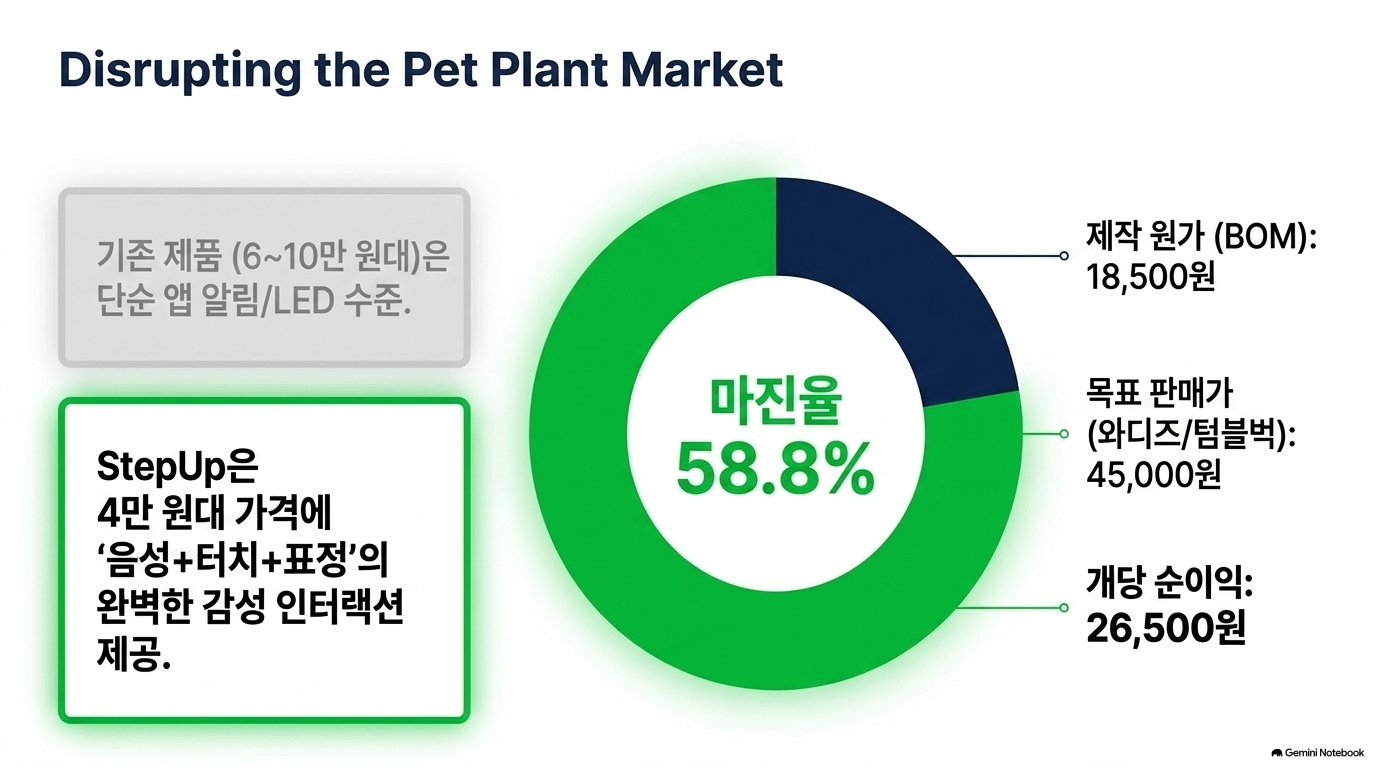 Disrupting the Pet Plant Market
기존 제품 (6~10만 원대)은
단순 앱 알림/LED 수준.
StepUp은
4만 원대 가격에
‘음성+터치+표정’의
완벽한 감성 인터랙션
제공.
마진율
58.8%
제작 원가 (BOM):
18,500원
목표 판매가
(와디즈/텀블벅):
45,000원
개당 순이익:
26,500원
Gemini Notebook